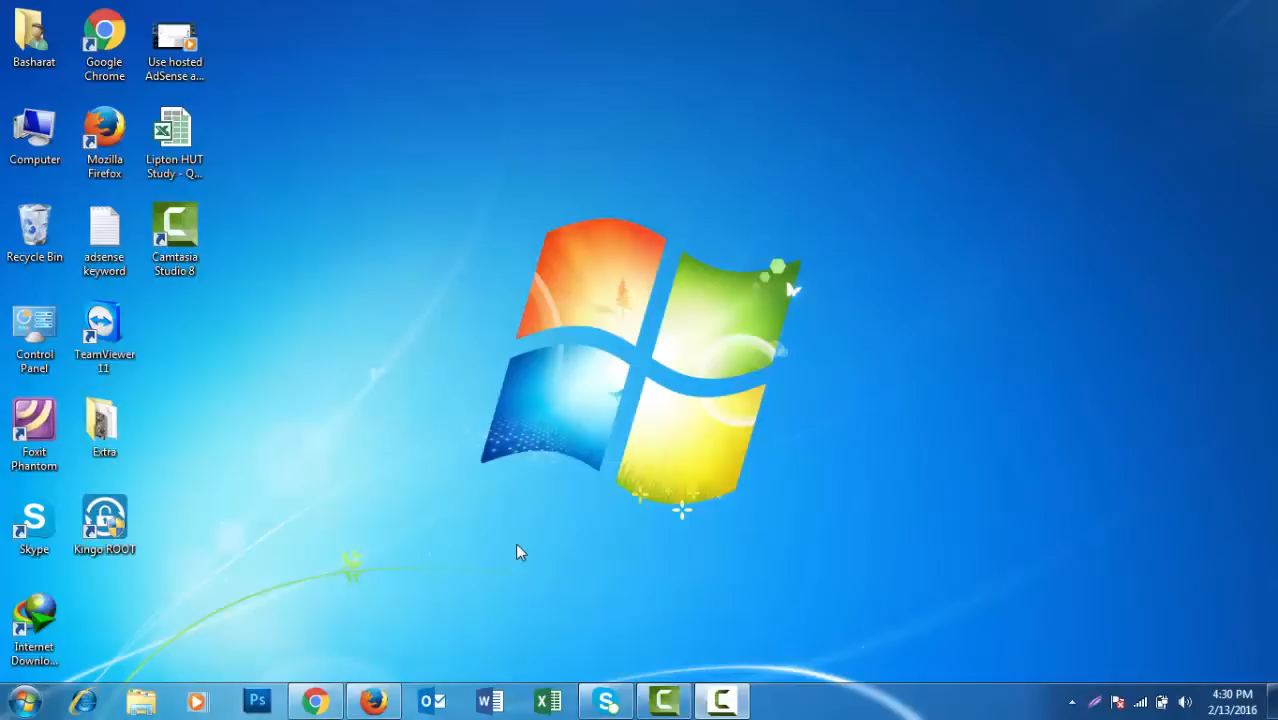 Basharat
Google
Chrome
Use hosted
AdSense a...
Computer
Mozilla
Firefox
Lipton HUT
Study - Q...
Recycle Bin
adsense
keyword
Camtasia
Studio 8
Control
Panel
TeamViewer
11
Foxit
Phantom
Extra
Skype
Kingo ROOT
Internet
Downlo...
Ps
4:30 PM
2/13/2016